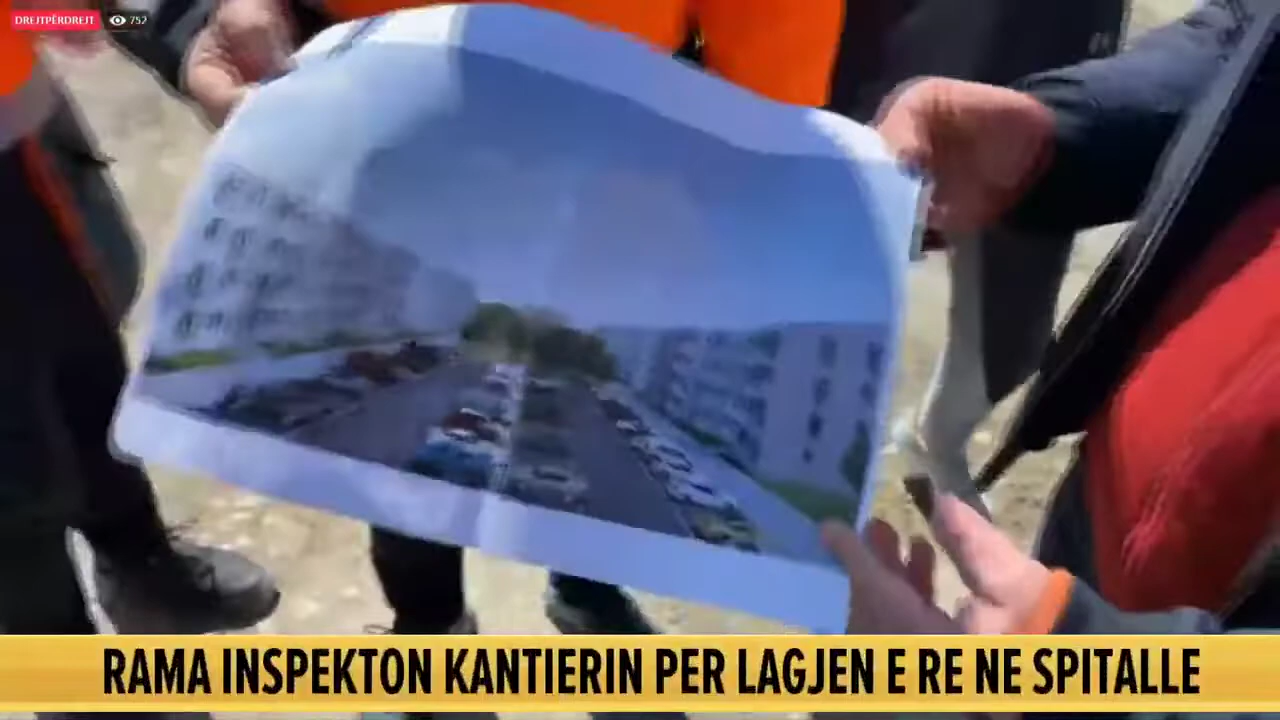 DREJTPËRDREJT 752
RAMA INSPEKTON KANTIERIN PER LAGJEN E RE NE SPITALLE